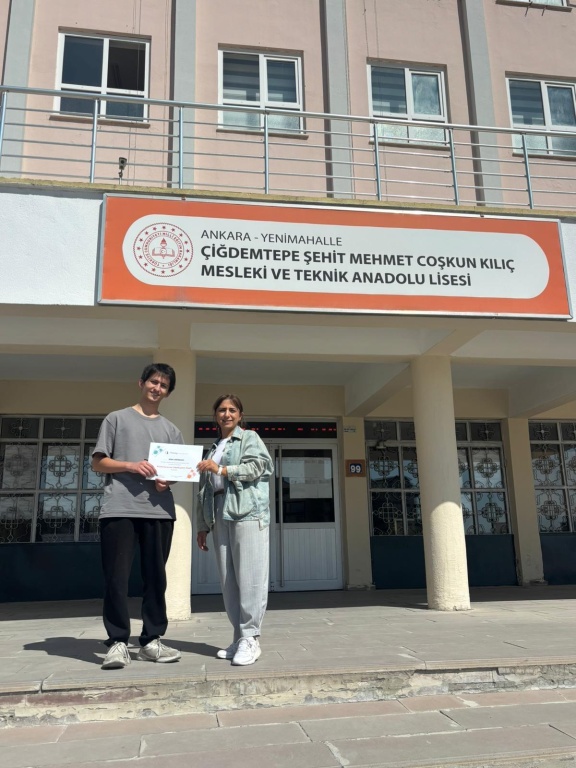 ANKARA - YENİMAHALLE
ÇİĞDEMTEPE ŞEHİT MEHMET COŞKUN KILIÇ
MESLEKİ VE TEKNİK ANADOLU LİSESİ
99